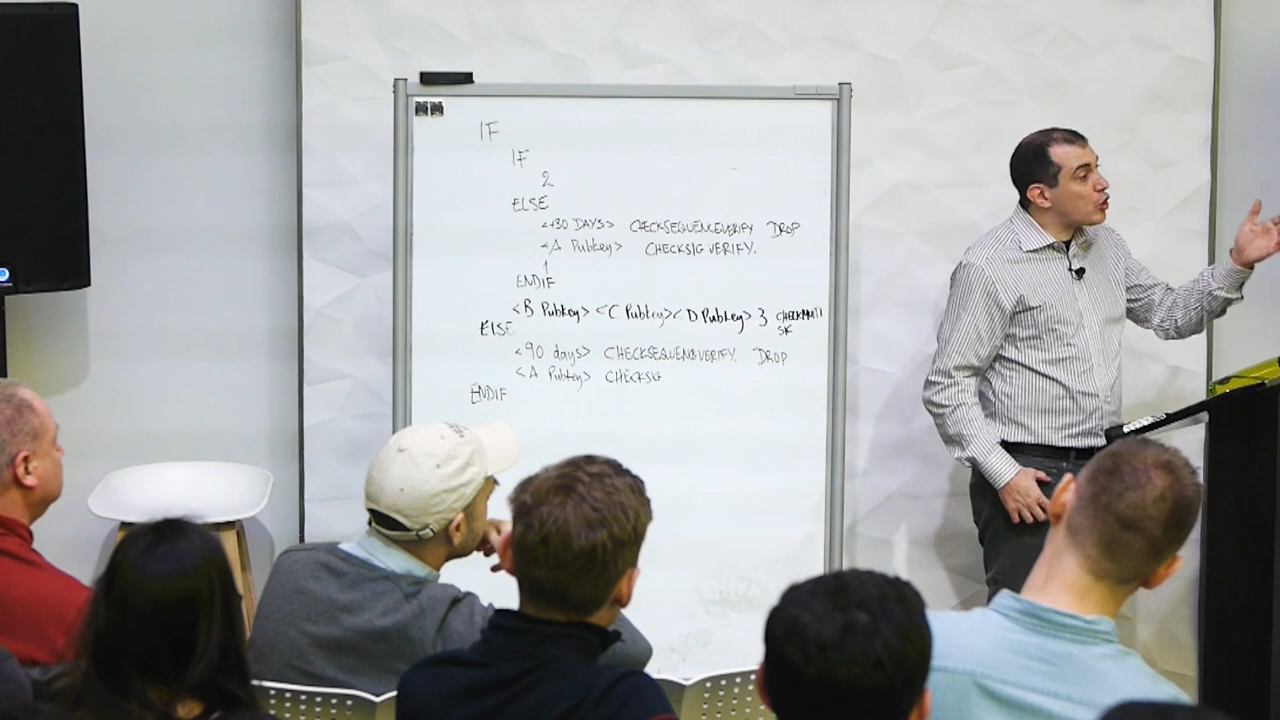 IF
IF
2
ELSE
<+30 DAYS> CHECKSEQUENCEVERIFY DROP
<A Pubkey> CHECKSIG VERIFY.
1
ENDIF
<B Pubkey> <C Pubkey> <D Pubkey> 3 CHECKMULTI
ELSE
<90 days> CHECKSEQUENCEVERIFY. DROP
<A Pubkey> CHECKSIG
ENDIF